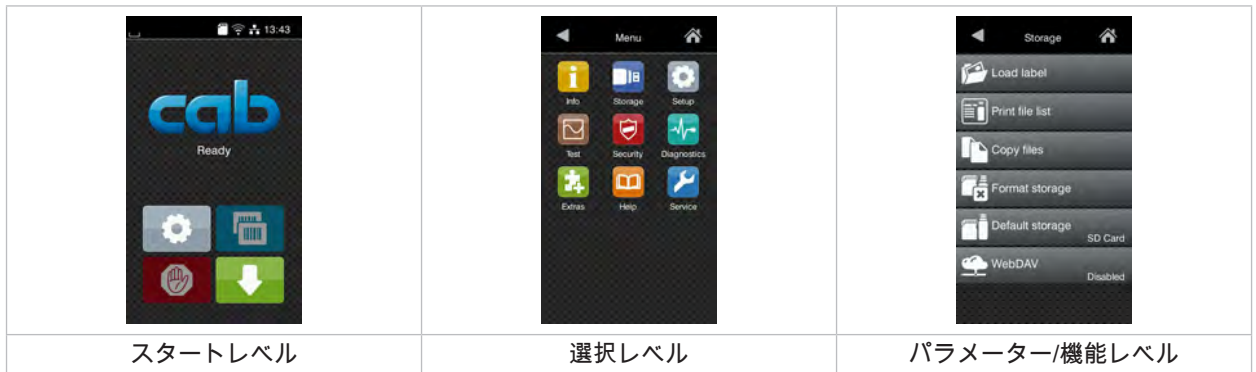 13:43
cab
Ready
スタートレベル
Menu
Info Storage Setup
Test Security Diagnostics
Extras Help Service
選択レベル
Storage
Load label
Print file list
Copy files
Format storage
Default storage
SD Card
WebDAV
Disabled
パラメーター/機能レベル